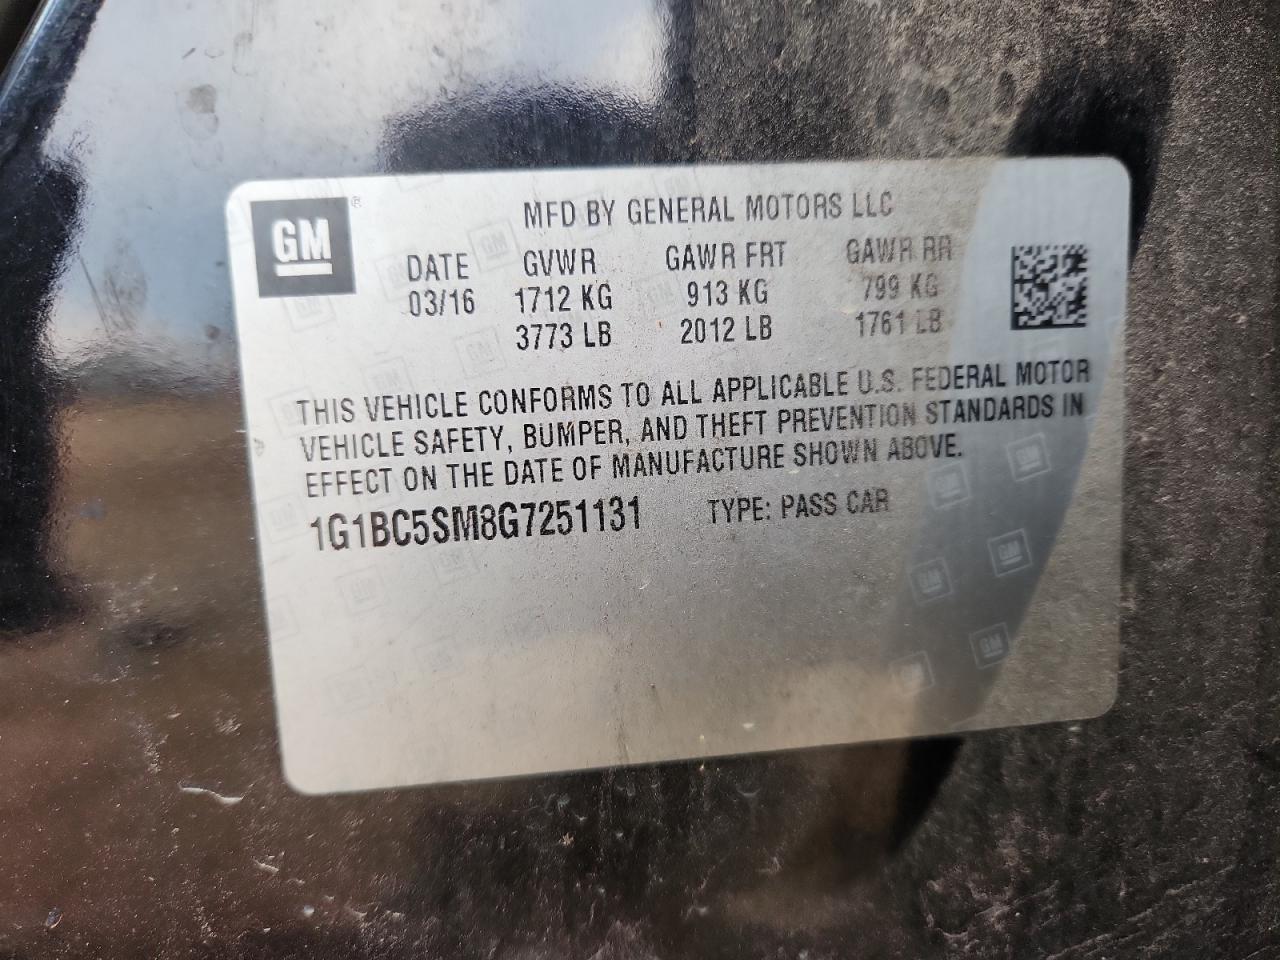 GM ®
MFD BY GENERAL MOTORS LLC
DATE GVWR GAWR FRT GAWR RR
03/16 1712 KG 913 KG 799 KG
3773 LB 2012 LB 1761 LB
THIS VEHICLE CONFORMS TO ALL APPLICABLE U.S. FEDERAL MOTOR
VEHICLE SAFETY, BUMPER, AND THEFT PREVENTION STANDARDS IN
EFFECT ON THE DATE OF MANUFACTURE SHOWN ABOVE.
1G1BC5SM8G7251131 TYPE: PASS CAR